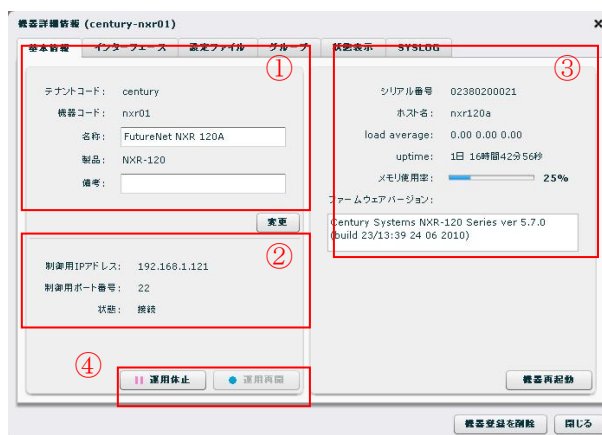 機器詳細情報 (century-nxr01)
×
基本情報 インターフェース 設定ファイル グループ 状態表示 SYSLOG
①
テナントコード: century
機器コード: nxr01
名称: FutureNet NXR 120A
製品: NXR-120
備考:
変更
②
制御用IPアドレス: 192.168.1.121
制御用ポート番号: 22
状態: 接続
④
運用休止 運用再開
③
シリアル番号 02380200021
ホスト名: nxr120a
load average: 0.00 0.00 0.00
uptime: 1日 16時間42分56秒
メモリ使用率: 25%
ファームウェアバージョン:
Century Systems NXR-120 Series ver 5.7.0
(build 23/13:39 24 06 2010)
機器再起動
機器登録を削除 閉じる